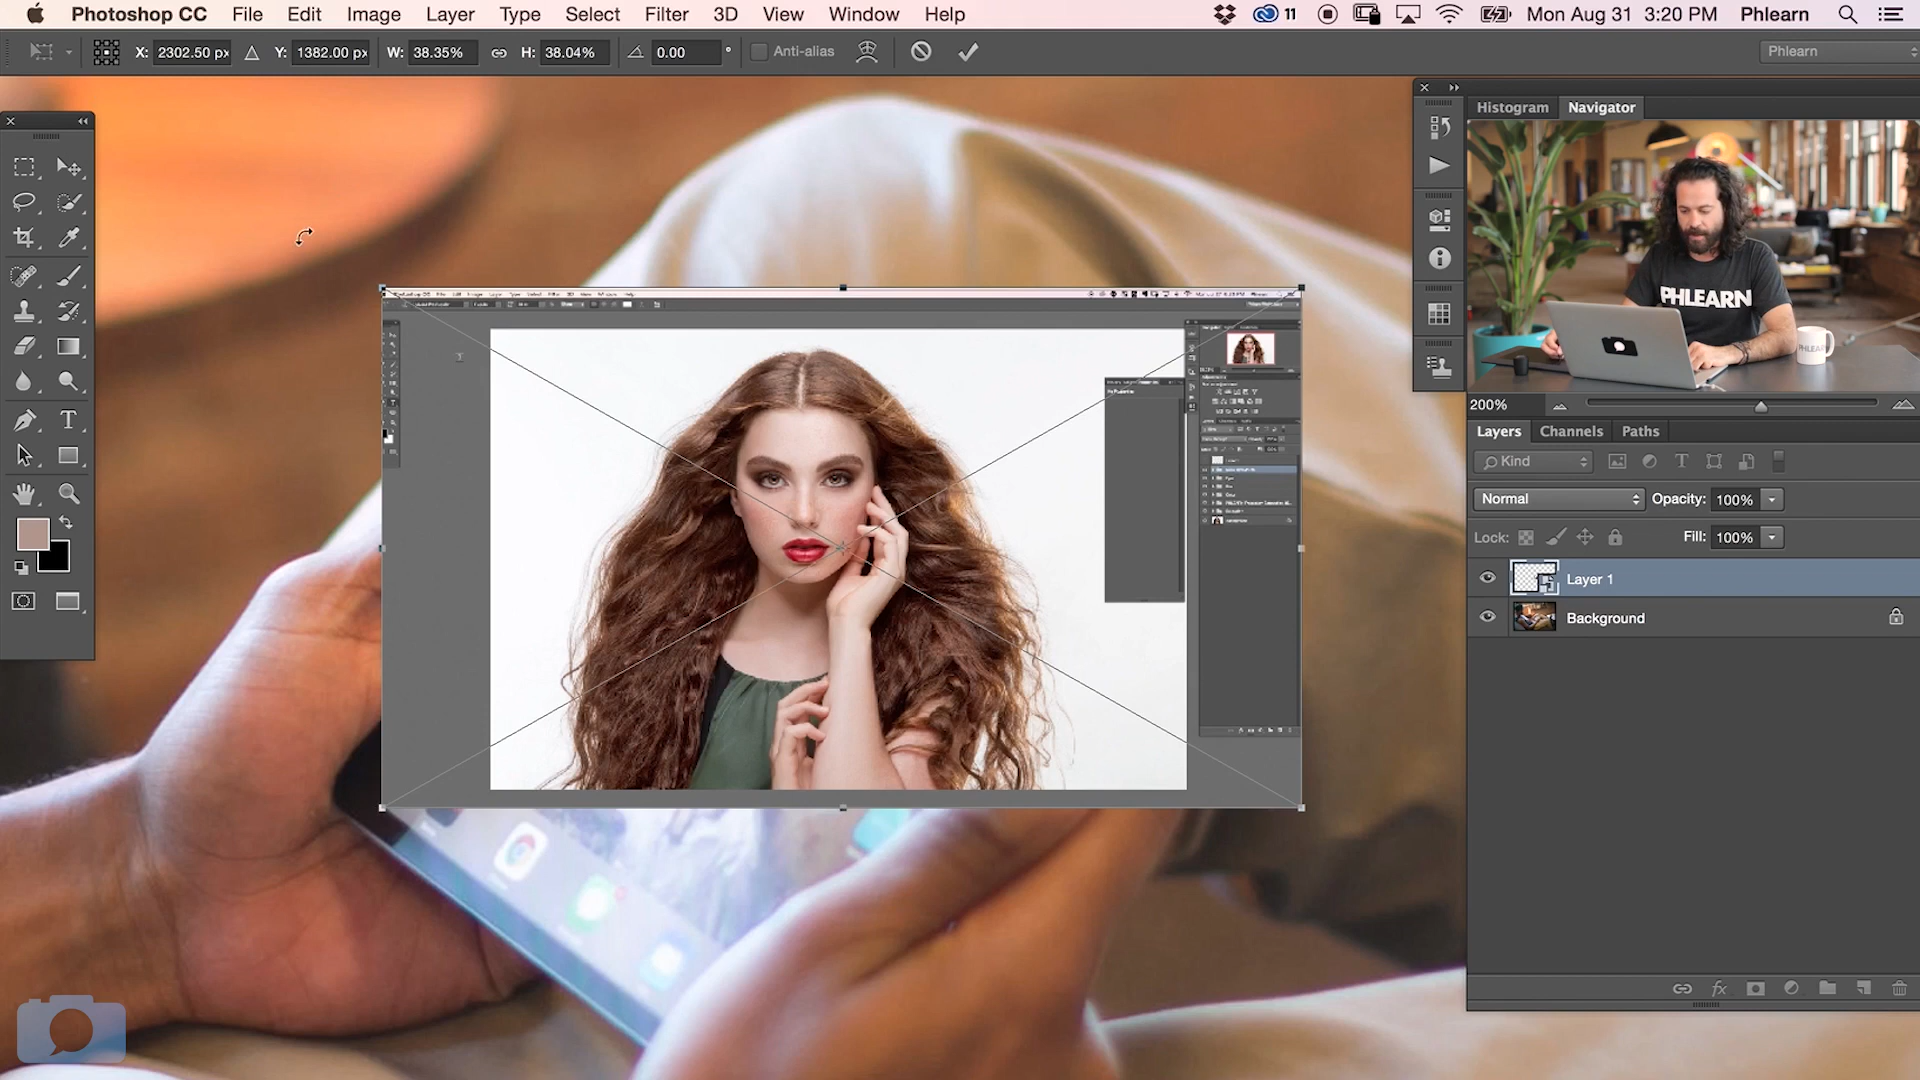 Photoshop CC File Edit Image Layer Type Select Filter 3D View Window Help 11 Mon Aug 31 3:20 PM Phlearn
X: 2302.50 px Y: 1382.00 px W: 38.35% H: 38.04% 0.00 ° Anti-alias Phlearn
Histogram Navigator
PHLEARN
PHLEARN
200%
Layers Channels Paths
Kind
Normal Opacity: 100%
Lock: Fill: 100%
Layer 1
Background